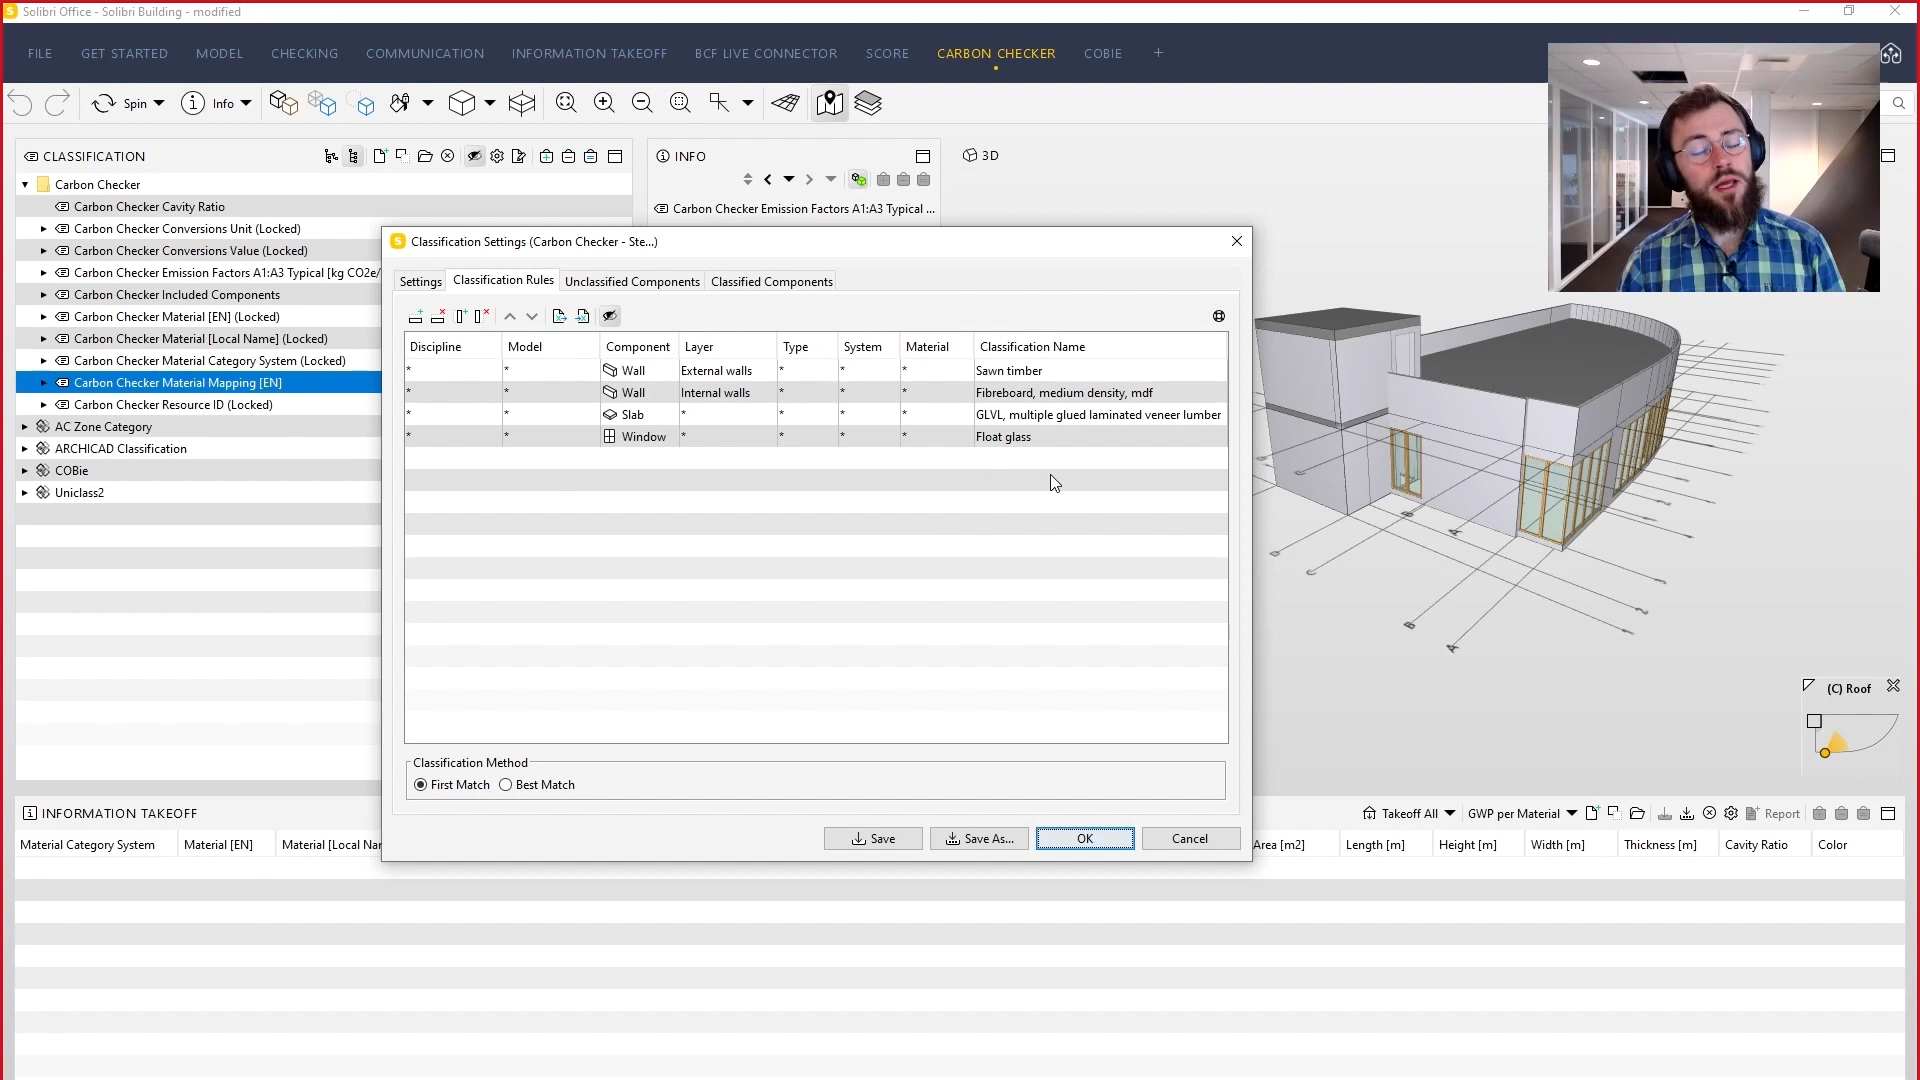 Solibri Office - Solibri Building - modified
FILE GET STARTED MODEL CHECKING COMMUNICATION INFORMATION TAKEOFF BCF LIVE CONNECTOR SCORE CARBON CHECKER COBIE +
Spin Info
CLASSIFICATION
Carbon Checker
Carbon Checker Cavity Ratio
Carbon Checker Conversions Unit (Locked)
Carbon Checker Conversions Value (Locked)
Carbon Checker Emission Factors A1:A3 Typical [kg CO2e/
Carbon Checker Included Components
Carbon Checker Material [EN] (Locked)
Carbon Checker Material [Local Name] (Locked)
Carbon Checker Material Category System (Locked)
Carbon Checker Material Mapping [EN]
Carbon Checker Resource ID (Locked)
AC Zone Category
ARCHICAD Classification
COBie
Uniclass2
INFO
Carbon Checker Emission Factors A1:A3 Typical ...
3D
Classification Settings (Carbon Checker - Ste...)
Settings Classification Rules Unclassified Components Classified Components
Discipline Model Component Layer Type System Material Classification Name
* * Wall External walls * * * Sawn timber
* * Wall Internal walls * * * Fibreboard, medium density, mdf
* * Slab * * * * GLVL, multiple glued laminated veneer lumber
* * Window * * * * Float glass
Classification Method
First Match Best Match
Save Save As... OK Cancel
(C) Roof
INFORMATION TAKEOFF
Takeoff All GWP per Material Report
Material Category System Material [EN] Material [Local Nar Area [m2] Length [m] Height [m] Width [m] Thickness [m] Cavity Ratio Color